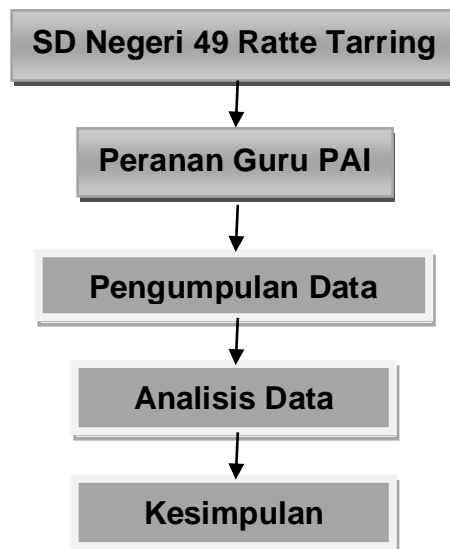 SD Negeri 49 Ratte Tarring
Peranan Guru PAI
Pengumpulan Data
Analisis Data
Kesimpulan